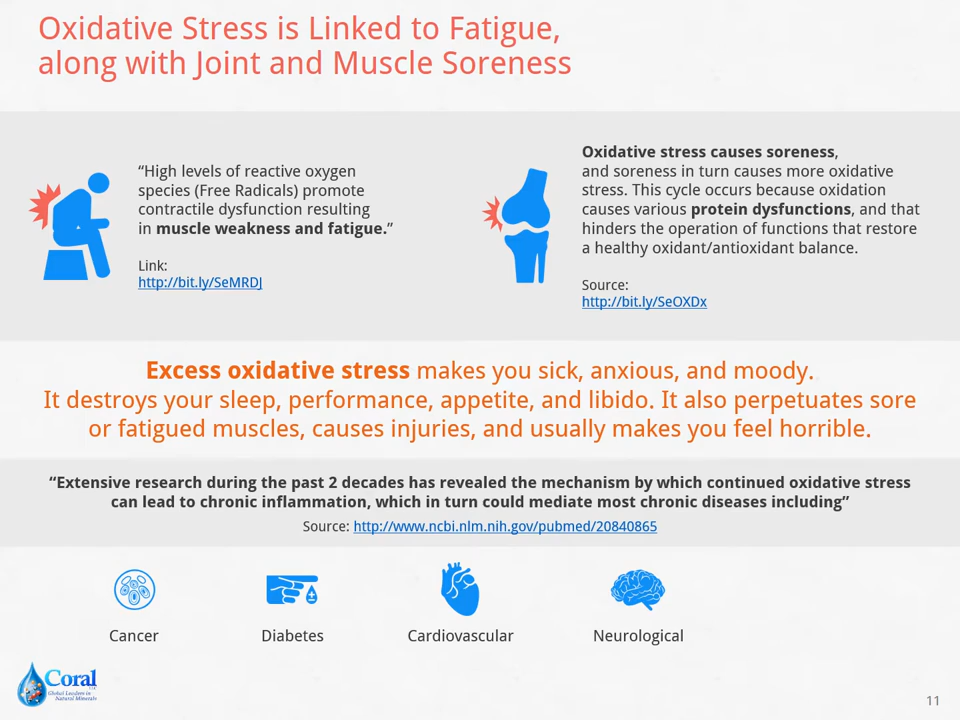 Oxidative Stress is Linked to Fatigue,
along with Joint and Muscle Soreness
“High levels of reactive oxygen
species (Free Radicals) promote
contractile dysfunction resulting
in muscle weakness and fatigue.”
Link:
http://bit.ly/SeMRDJ
Oxidative stress causes soreness,
and soreness in turn causes more oxidative
stress. This cycle occurs because oxidation
causes various protein dysfunctions, and that
hinders the operation of functions that restore
a healthy oxidant/antioxidant balance.
Source:
http://bit.ly/SeOXDx
Excess oxidative stress makes you sick, anxious, and moody.
It destroys your sleep, performance, appetite, and libido. It also perpetuates sore
or fatigued muscles, causes injuries, and usually makes you feel horrible.
“Extensive research during the past 2 decades has revealed the mechanism by which continued oxidative stress
can lead to chronic inflammation, which in turn could mediate most chronic diseases including”
Source: http://www.ncbi.nlm.nih.gov/pubmed/20840865
Cancer
Diabetes
Cardiovascular
Neurological
Coral
LLC
Global Leaders in
Natural Minerals
11